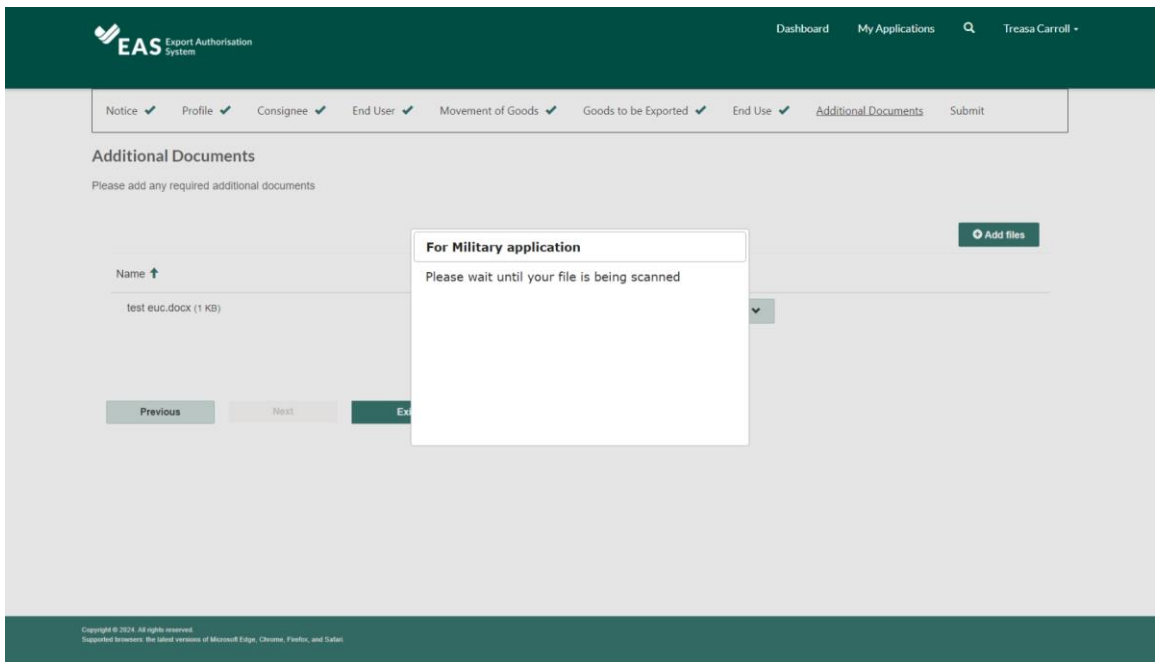 EAS Export Authorisation System
Dashboard My Applications Treasa Carroll
Notice Profile Consignee End User Movement of Goods Goods to be Exported End Use Additional Documents Submit
Additional Documents
Please add any required additional documents
Add files
For Military application
Name
Please wait until your file is being scanned
test euc.docx (1 KB)
Previous Next Exi
Copyright © 2024. All rights reserved.
Supported browsers: the latest versions of Microsoft Edge, Chrome, Firefox, and Safari.